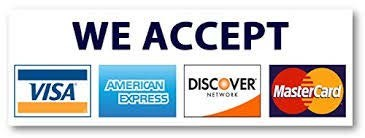 WE ACCEPT
VISA
AMERICAN
EXPRESS
DISCOVER
NETWORK
MasterCard